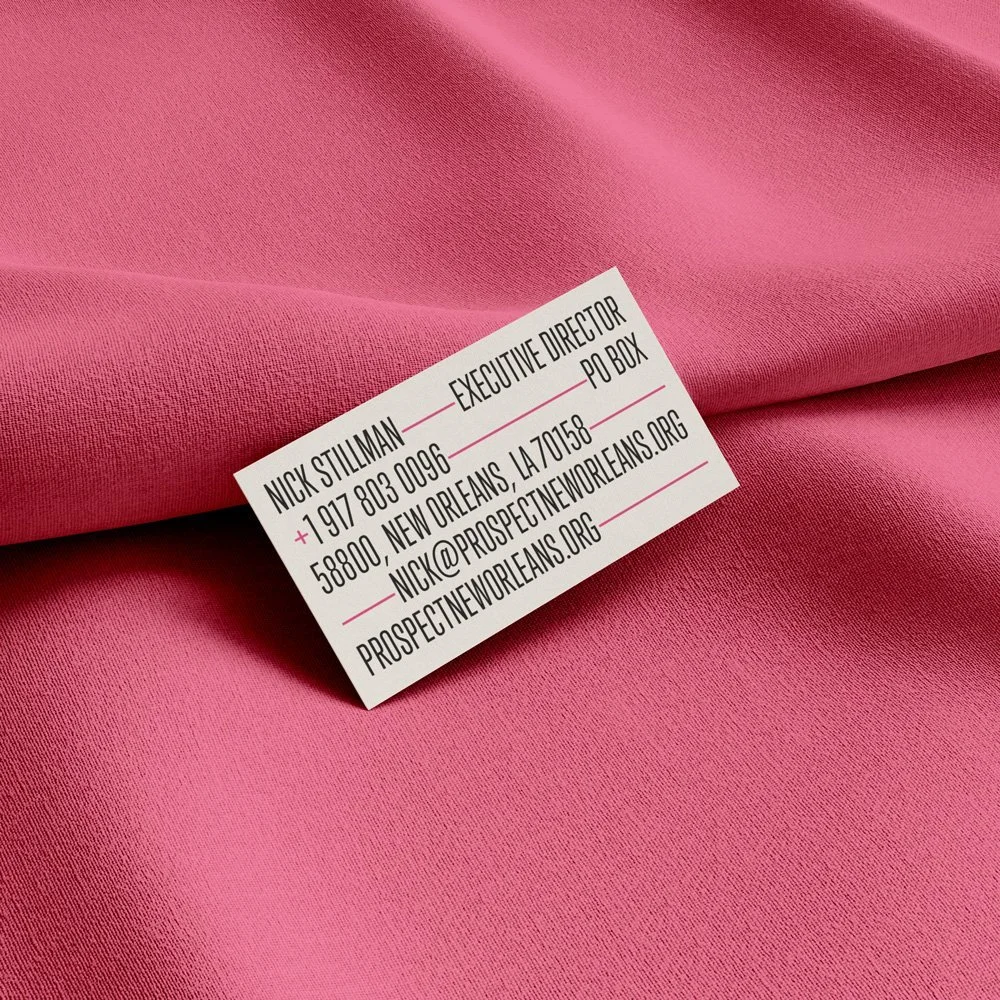 NICK STILLMAN — EXECUTIVE DIRECTOR
+1 917 803 0096 — PO BOX
58800, NEW ORLEANS, LA 70158 —
— NICK@PROSPECTNEWORLEANS.ORG
PROSPECTNEWORLEANS.ORG —